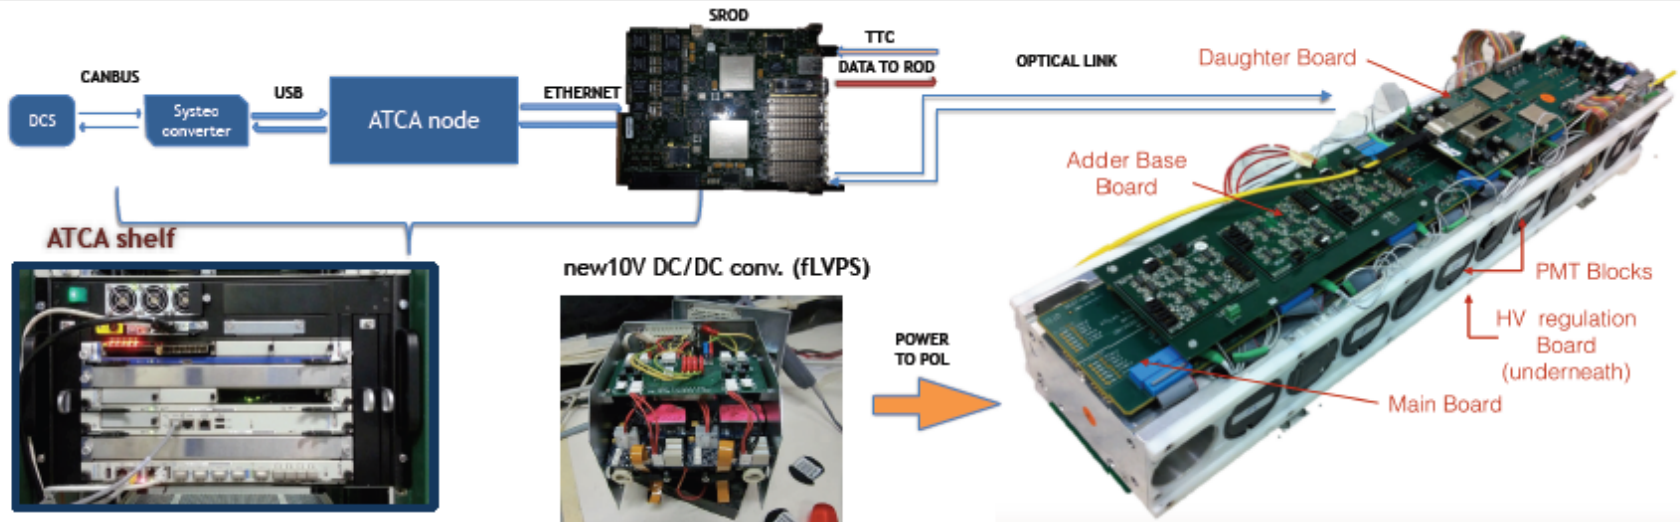 SROD
CANBUS
USB
ETHERNET
TTC
DATA TO ROD
OPTICAL LINK
Daughter Board
DCS
Systec
converter
ATCA node
Adder Base
Board
ATCA shelf
new10V DC/DC conv. (fLVPS)
PMT Blocks
POWER
TO POL
HV regulation
Board
(underneath)
Main Board